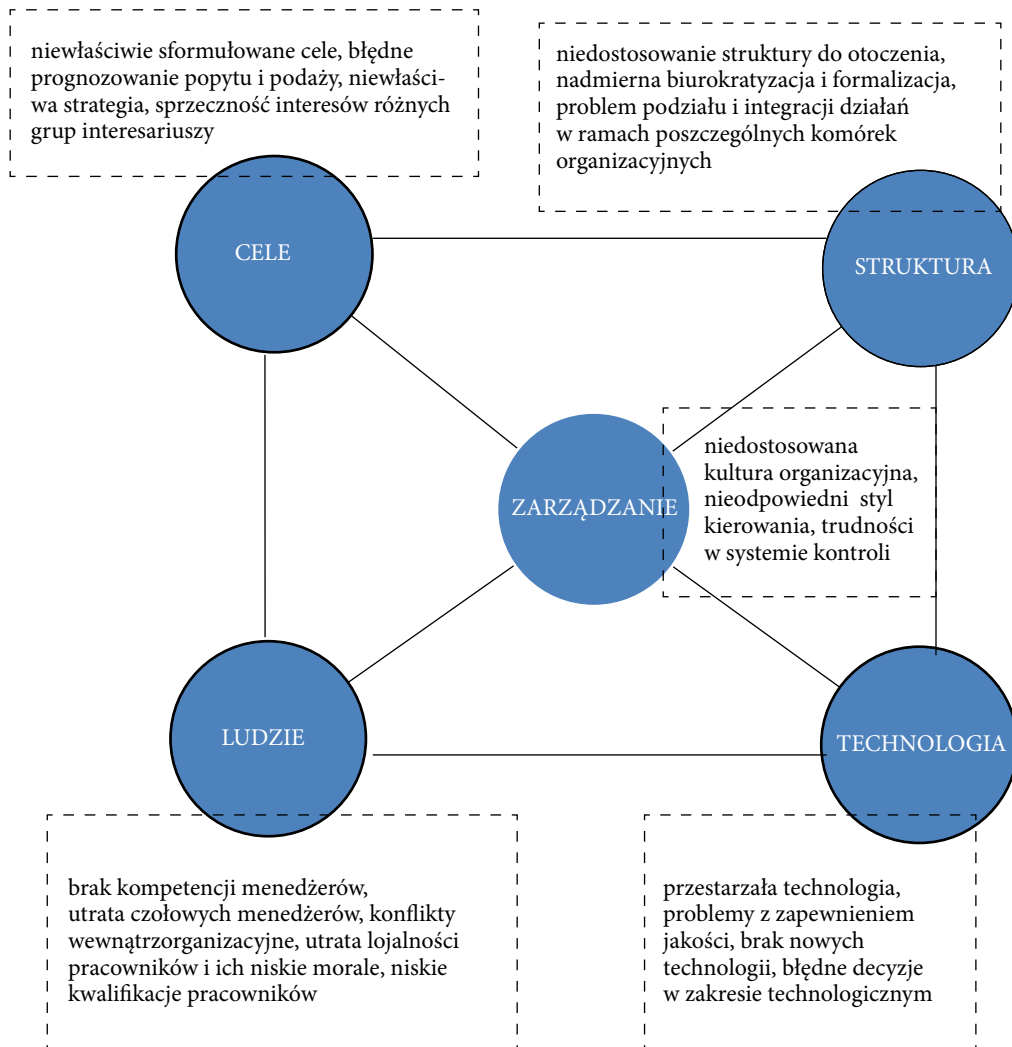 niewłaściwie sformułowane cele, błędne
prognozowanie popytu i podaży, niewłaści-
wa strategia, sprzeczność interesów różnych
grup interesariuszy
niedostosowanie struktury do otoczenia,
nadmierna biurokratyzacja i formalizacja,
problem podziału i integracji działań
w ramach poszczególnych komórek
organizacyjnych
CELE
STRUKTURA
niedostosowana
kultura organizacyjna,
nieodpowiedni styl
kierowania, trudności
w systemie kontroli
ZARZĄDZANIE
LUDZIE
TECHNOLOGIA
brak kompetencji menedżerów,
utrata czołowych menedżerów, konflikty
wewnątrzorganizacyjne, utrata lojalności
pracowników i ich niskie morale, niskie
kwalifikacje pracowników
przestarzała technologia,
problemy z zapewnieniem
jakości, brak nowych
technologii, błędne decyzje
w zakresie technologicznym